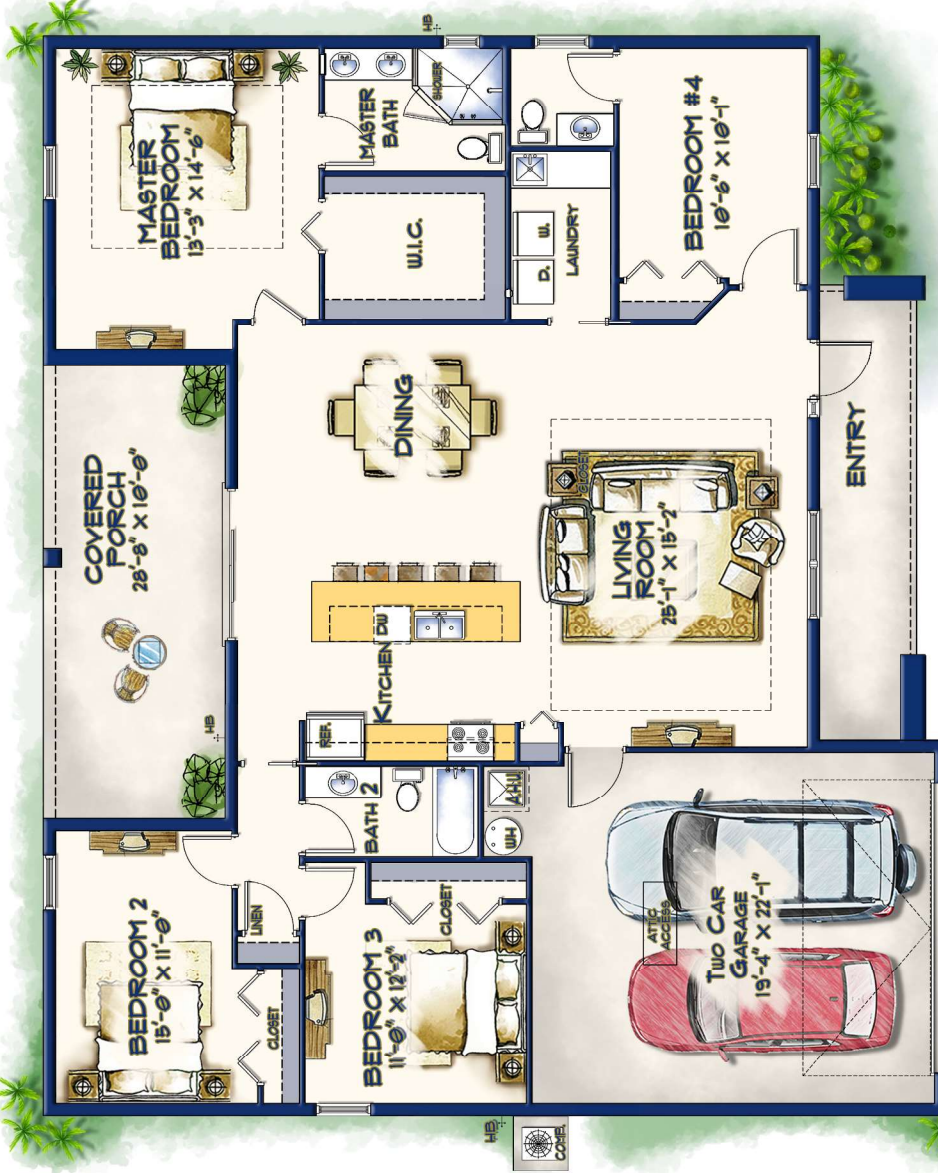 HB
MASTER
BEDROOM
13'-3" X 14'-6"
MASTER
BATH
SHOWER
W.I.C.
D.
W.
LAUNDRY
BEDROOM #4
10'-6" X 10'-1"
COVERED
PORCH
28'-8" X 10'-0"
HB
DINING
CLOSET
LIVING
ROOM
25'-1" X 15'-2"
ENTRY
KITCHEN
DW
REF.
BATH 2
AHU
WH
LINEN
BEDROOM 2
15'-0" X 11'-0"
CLOSET
BEDROOM 3
11'-0" X 12'-2"
CLOSET
ATTIC
ACCESS
TWO CAR
GARAGE
19'-4" X 22'-1"
HB
COMP.